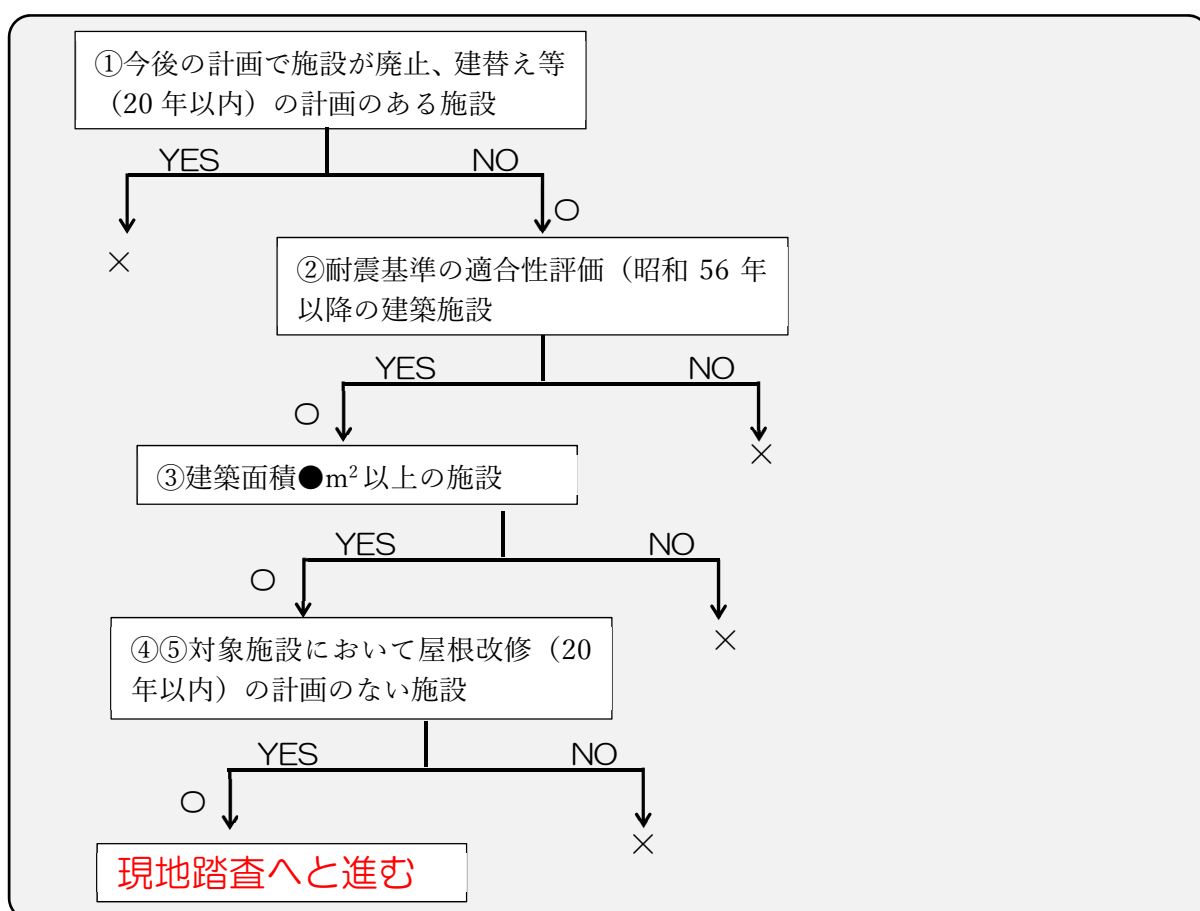 ①今後の計画で施設が廃止、建替え等
（20 年以内）の計画のある施設
YES
NO
○
×
②耐震基準の適合性評価（昭和 56 年
以降の建築施設
YES
NO
○
×
③建築面積●m²以上の施設
YES
NO
○
×
④⑤対象施設において屋根改修（20
年以内）の計画のない施設
YES
NO
○
×
現地踏査へと進む